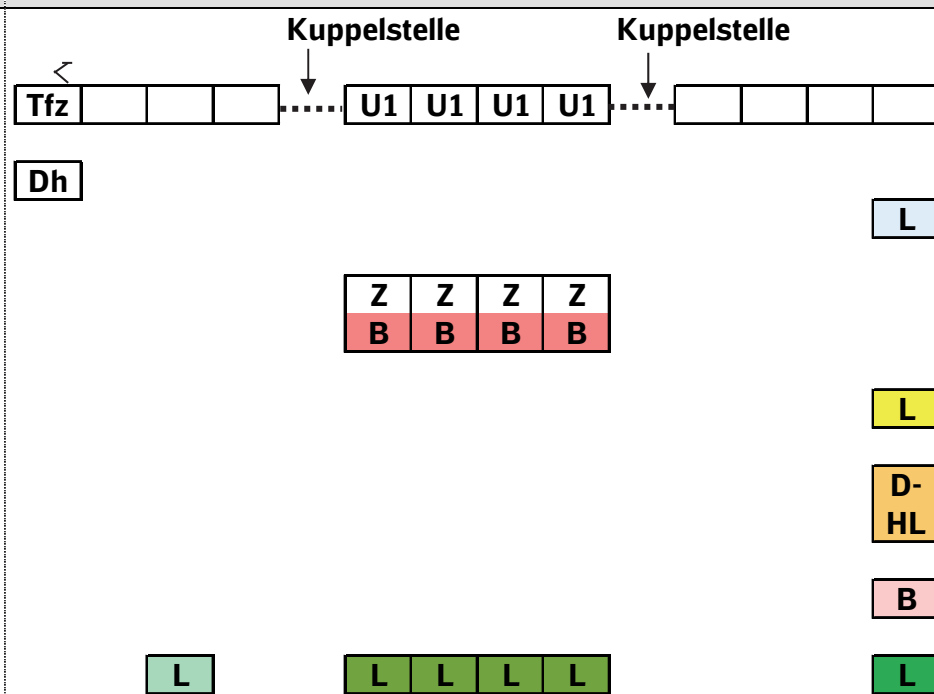 Kuppelstelle Kuppelstelle
Tfz U1 U1 U1 U1
Dh
L
Z Z Z Z
B B B B
L
D-
HL
B
L L L L L L